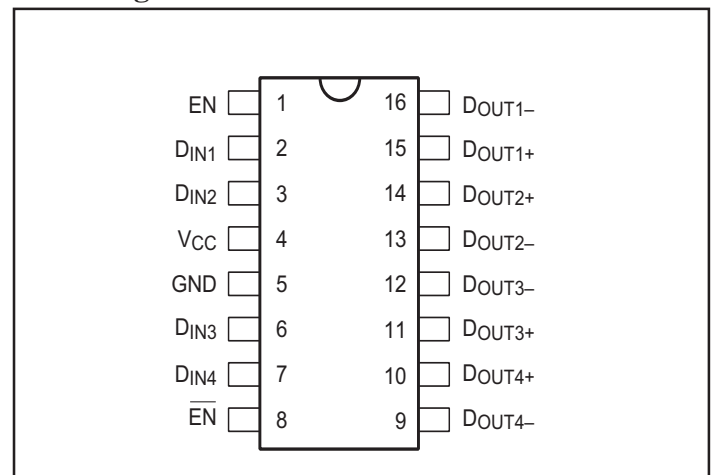 EN 1 16 DOUT1–
DIN1 2 15 DOUT1+
DIN2 3 14 DOUT2+
VCC 4 13 DOUT2–
GND 5 12 DOUT3–
DIN3 6 11 DOUT3+
DIN4 7 10 DOUT4+
E̅N̅ 8 9 DOUT4–